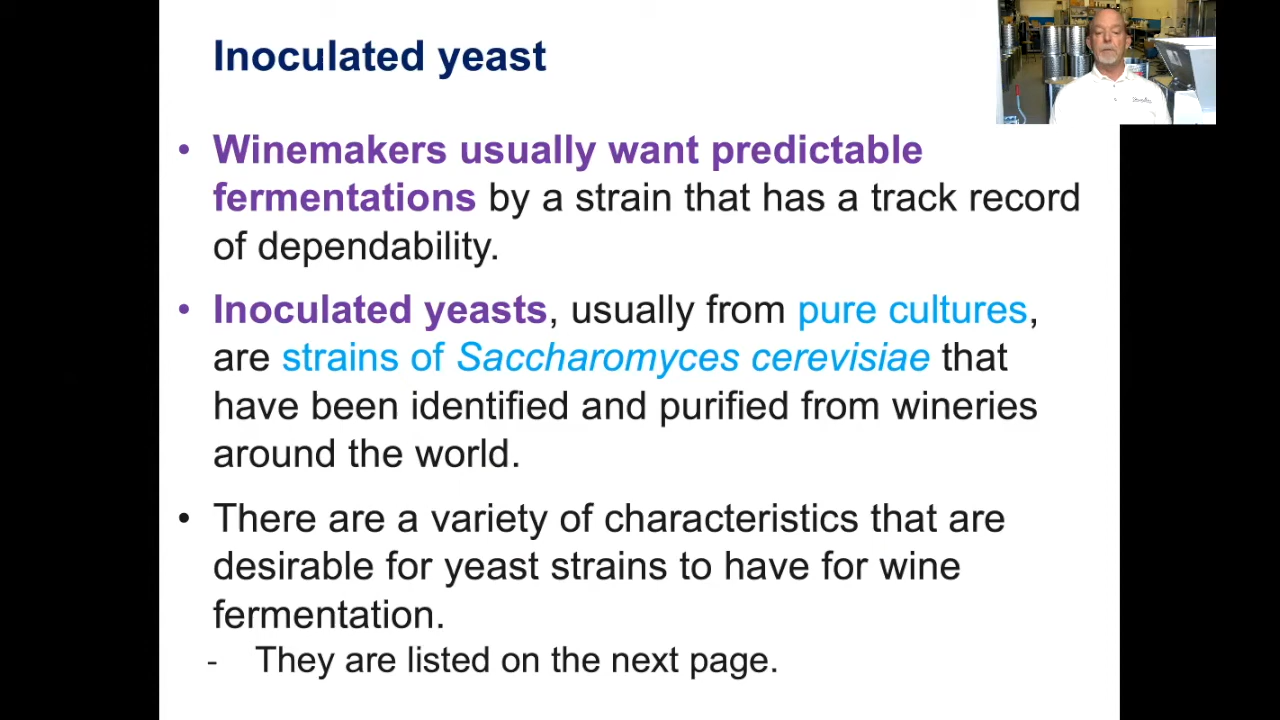 Inoculated yeast
• Winemakers usually want predictable
fermentations by a strain that has a track record
of dependability.
• Inoculated yeasts, usually from pure cultures,
are strains of Saccharomyces cerevisiae that
have been identified and purified from wineries
around the world.
• There are a variety of characteristics that are
desirable for yeast strains to have for wine
fermentation.
- They are listed on the next page.